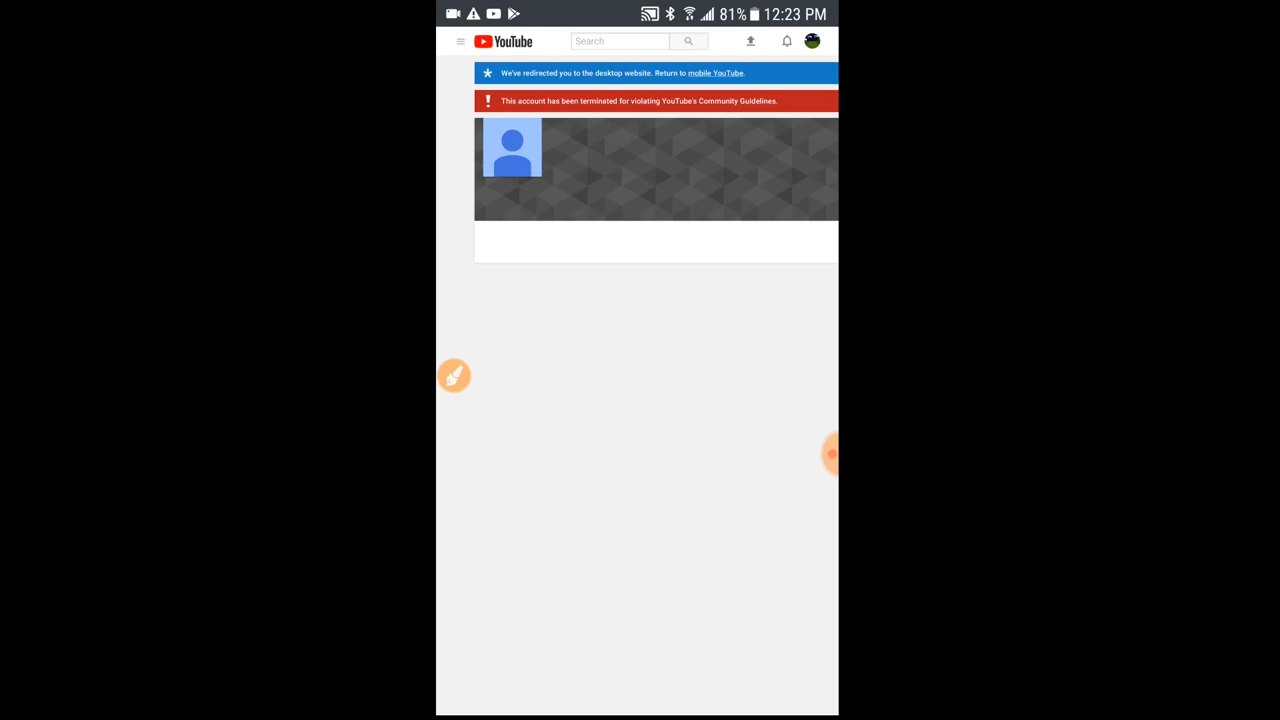 81% 12:23 PM
YouTube Search
We've redirected you to the desktop website. Return to mobile YouTube.
This account has been terminated for violating YouTube's Community Guidelines.